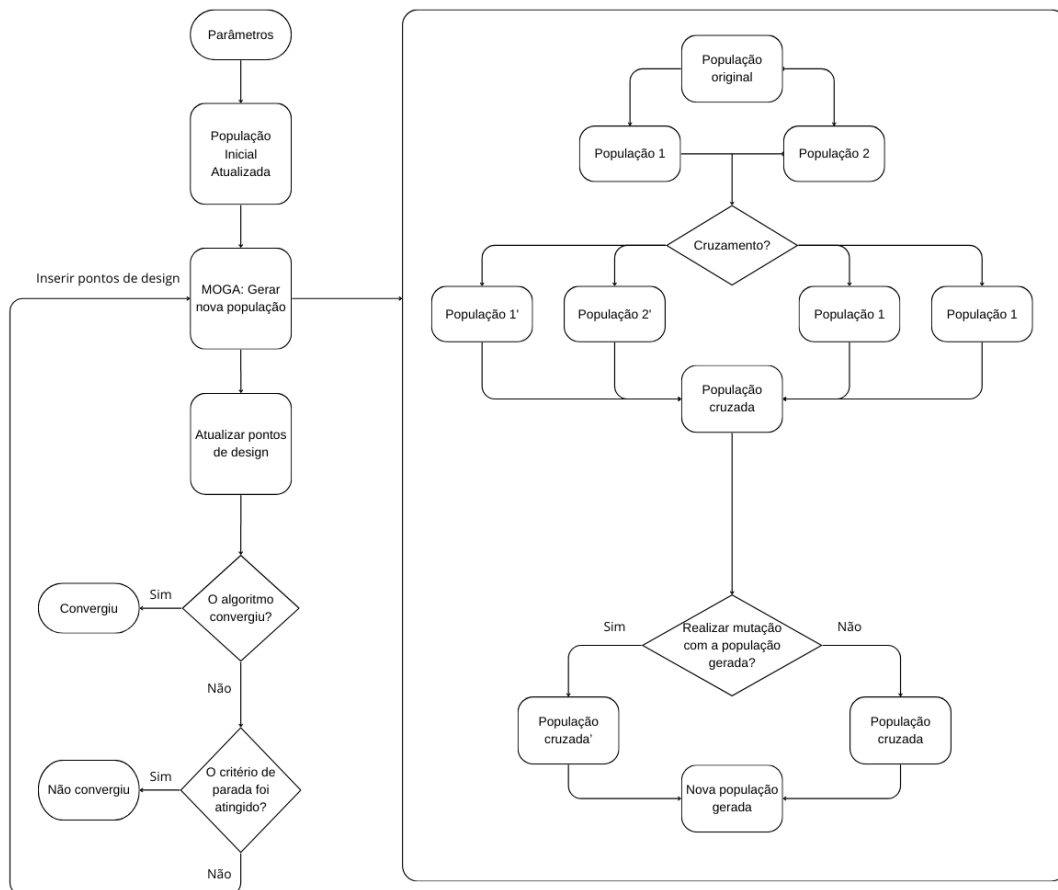 Parâmetros
População
Inicial
Atualizada
Inserir pontos de design
MOGA: Gerar
nova população
Atualizar pontos
de design
O algoritmo
convergiu?
Sim
Convergiu
Não
O critério de
parada foi
atingido?
Sim
Não convergiu
Não
População
original
População 1
População 2
Cruzamento?
População 1'
População 2'
População 1
População 1
População
cruzada
Realizar mutação
com a população
gerada?
Sim
Não
População
cruzada’
População
cruzada
Nova população
gerada